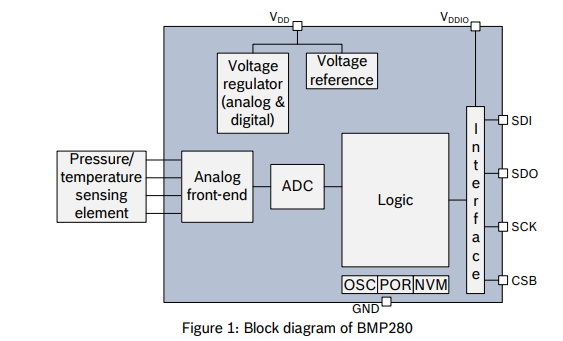 VDD
VDDIO
Voltage
regulator
(analog &
digital)
Voltage
reference
Pressure/
temperature
sensing
element
Analog
front-end
ADC
Logic
Interface
SDI
SDO
SCK
CSB
OSC POR NVM
GND
Figure 1: Block diagram of BMP280